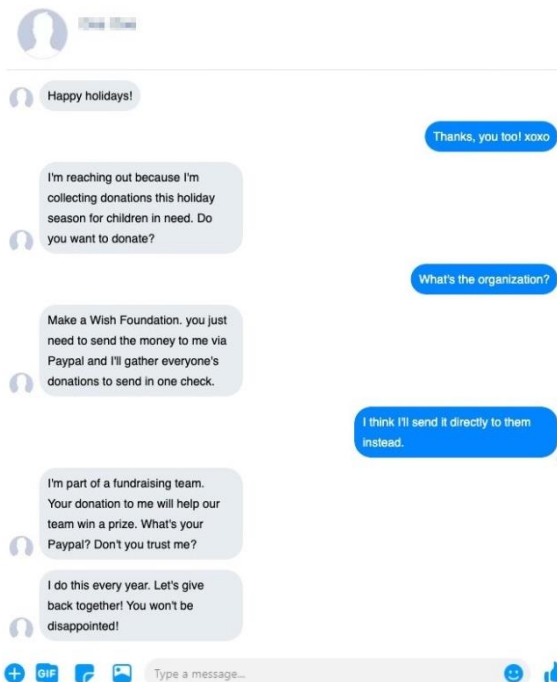 Happy holidays!
Thanks, you too! xoxo
I'm reaching out because I'm
collecting donations this holiday
season for children in need. Do
you want to donate?
What's the organization?
Make a Wish Foundation. you just
need to send the money to me via
Paypal and I'll gather everyone's
donations to send in one check.
I think I'll send it directly to them
instead.
I'm part of a fundraising team.
Your donation to me will help our
team win a prize. What's your
Paypal? Don't you trust me?
I do this every year. Let's give
back together! You won't be
disappointed!
GIF
Type a message...